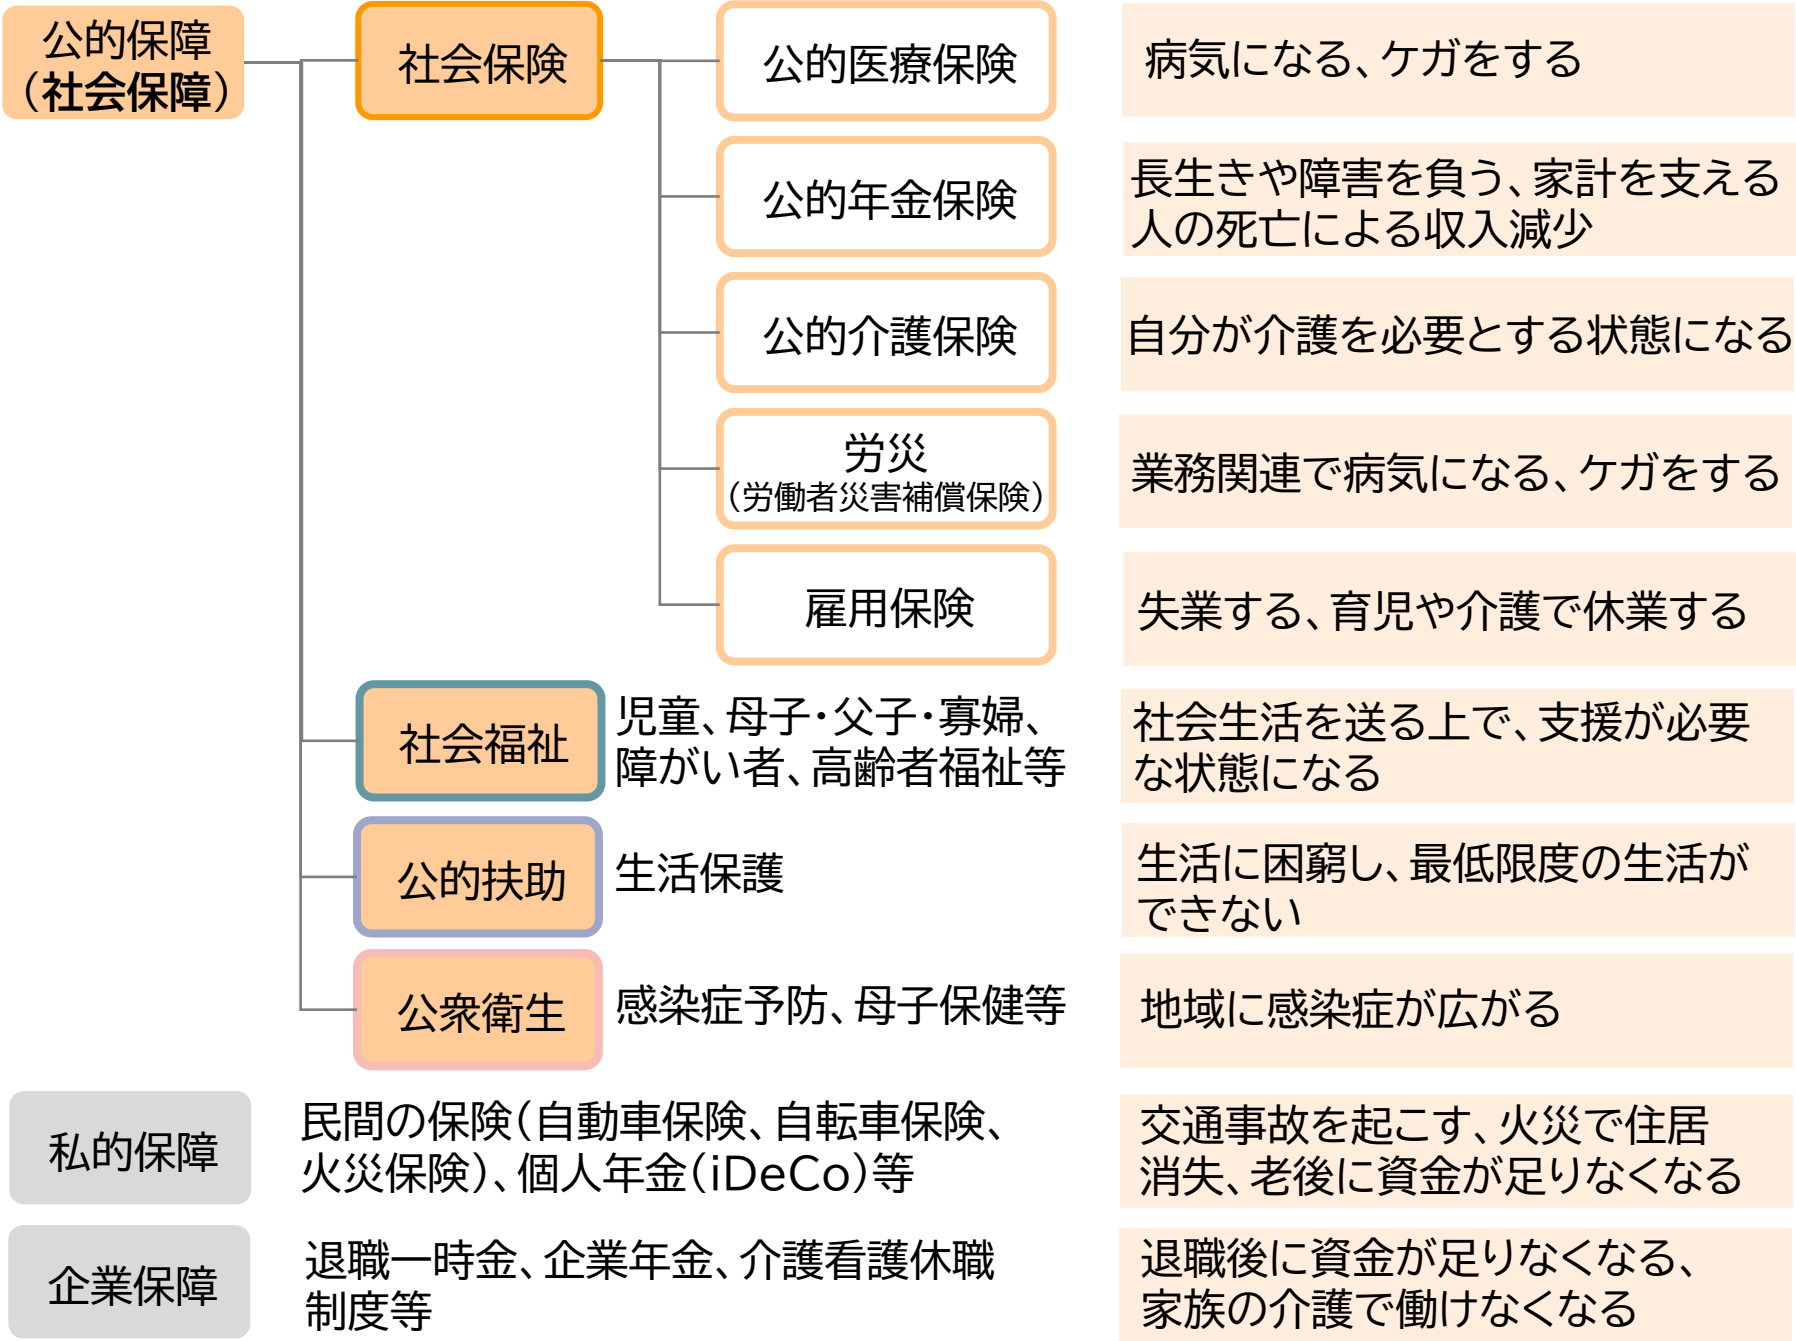 公的保障
（社会保障）
社会保険
公的医療保険
病気になる、ケガをする
公的年金保険
長生きや障害を負う、家計を支える
人の死亡による収入減少
公的介護保険
自分が介護を必要とする状態になる
労災
（労働者災害補償保険）
業務関連で病気になる、ケガをする
雇用保険
失業する、育児や介護で休業する
社会福祉
児童、母子・父子・寡婦、
障がい者、高齢者福祉等
社会生活を送る上で、支援が必要
な状態になる
公的扶助
生活保護
生活に困窮し、最低限度の生活が
できない
公衆衛生
感染症予防、母子保健等
地域に感染症が広がる
私的保障
民間の保険（自動車保険、自転車保険、
火災保険）、個人年金（iDeCo）等
交通事故を起こす、火災で住居
消失、老後に資金が足りなくなる
企業保障
退職一時金、企業年金、介護看護休職
制度等
退職後に資金が足りなくなる、
家族の介護で働けなくなる